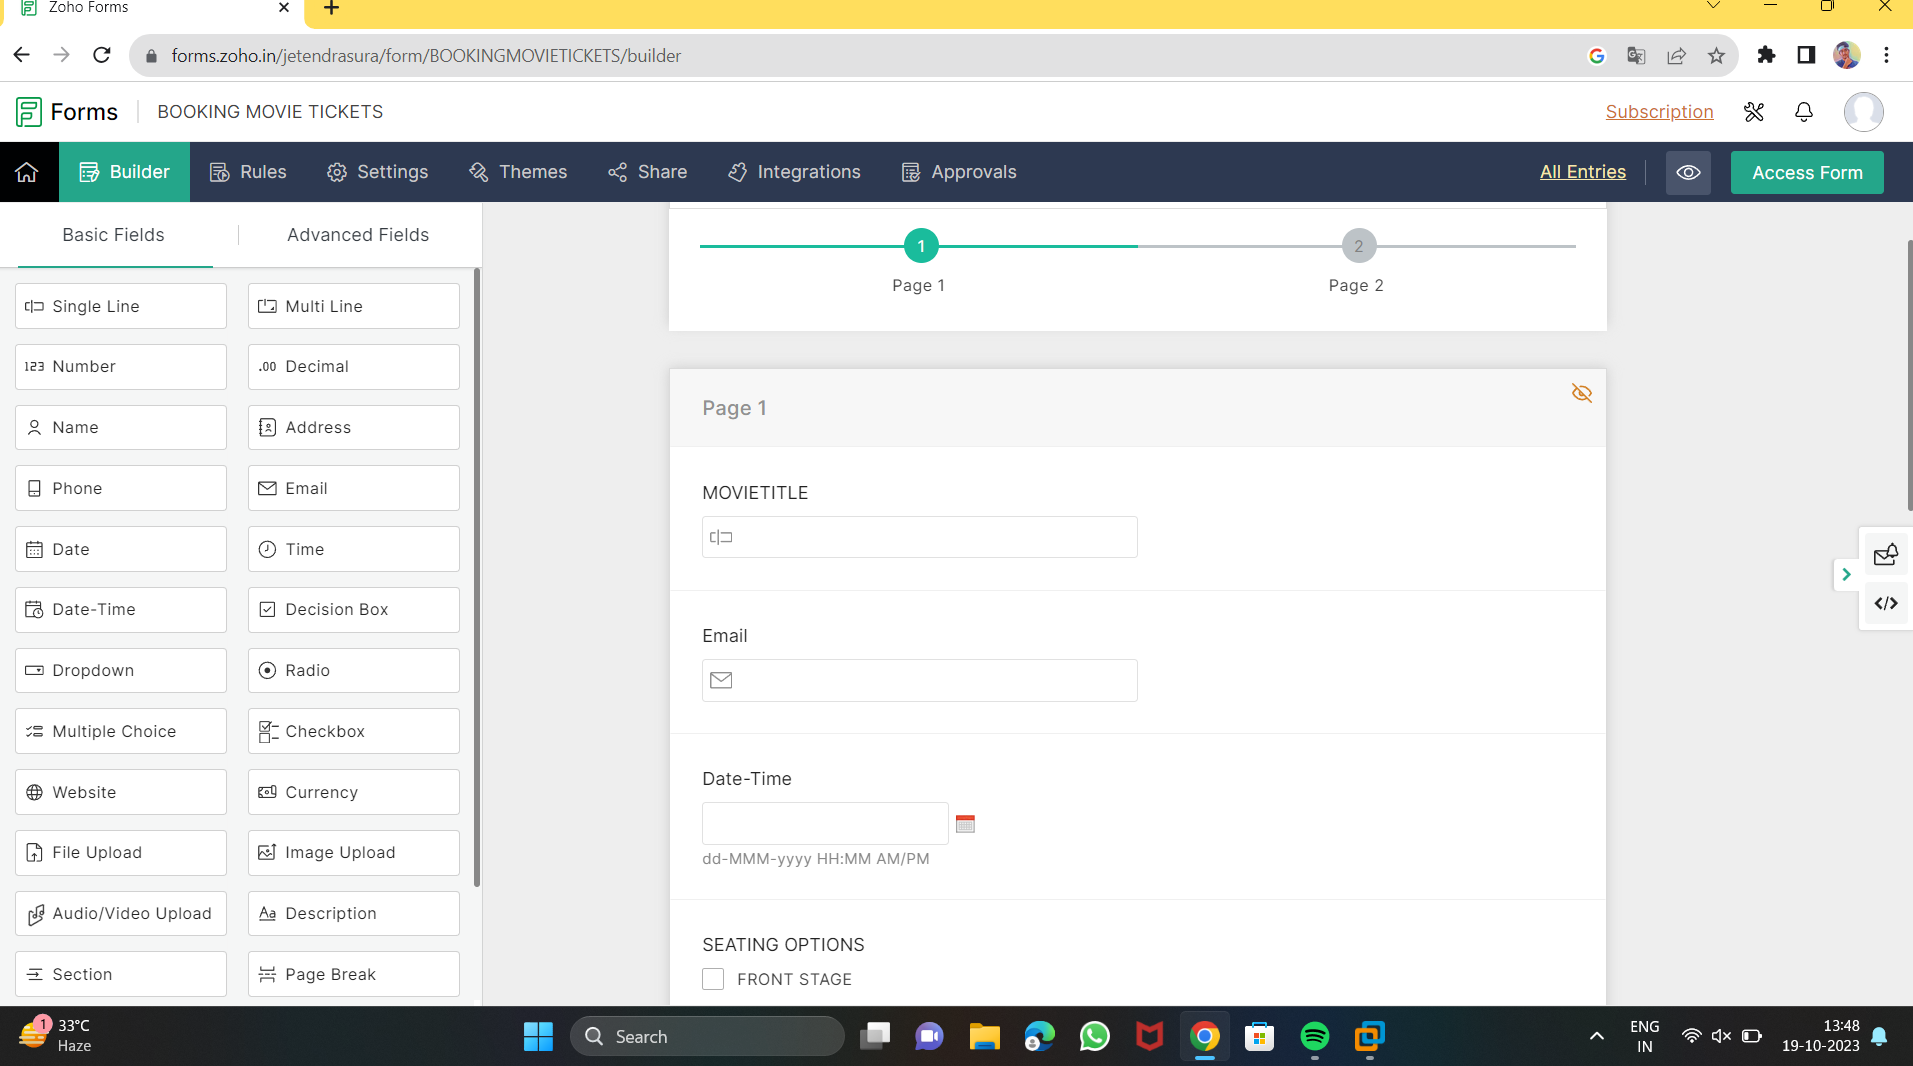 Zoho Forms
forms.zoho.in/jetendrasura/form/BOOKINGMOVIETICKETS/builder
Forms
BOOKING MOVIE TICKETS
Subscription
Builder
Rules
Settings
Themes
Share
Integrations
Approvals
All Entries
Access Form
Basic Fields
Advanced Fields
1
2
Page 1
Page 2
Single Line
Multi Line
123 Number
.00 Decimal
Name
Address
Phone
Email
Date
Time
Date-Time
Decision Box
Dropdown
Radio
Multiple Choice
Checkbox
Website
Currency
File Upload
Image Upload
Audio/Video Upload
Aa Description
Section
Page Break
Page 1
MOVIETITLE
Email
Date-Time
dd-MMM-yyyy HH:MM AM/PM
SEATING OPTIONS
FRONT STAGE
1
33°C
Haze
Search
ENG
IN
13:48
19-10-2023